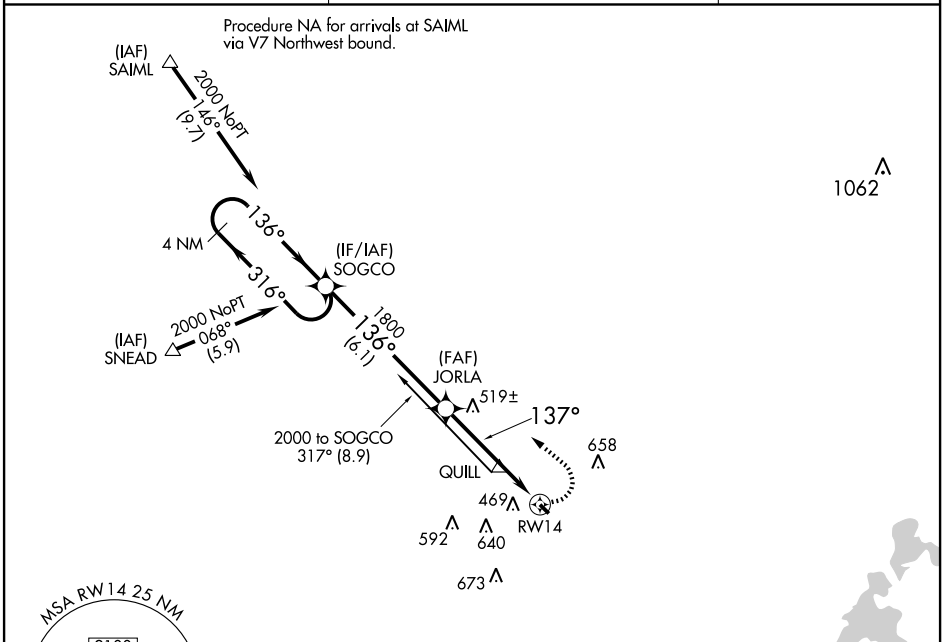 Procedure NA for arrivals at SAIML
via V7 Northwest bound.
(IAF)
SAIML
2000 NoPT
146°
(9.7)
1062
136°
4 NM
(IF/IAF)
SOGCO
316°
2000 NoPT
068°
(5.9)
(IAF)
SNEAD
1800
136°
(6.1)
(FAF)
JORLA
519±
137°
2000 to SOGCO
317° (8.9)
658
QUILL
469
RW14
592
640
673
MSA RW14 25 NM